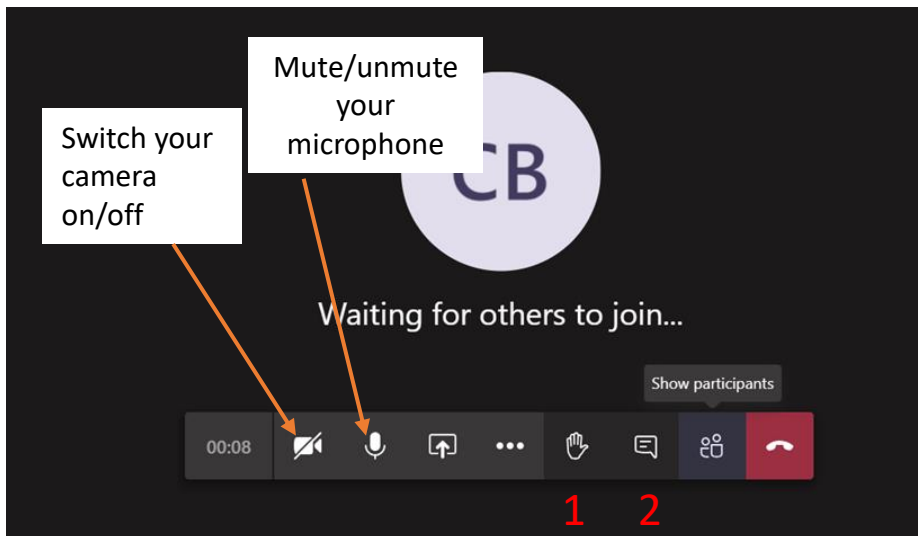 Mute/unmute
your
microphone
Switch your
camera
on/off
CB
Waiting for others to join...
Show participants
00:08
1
2